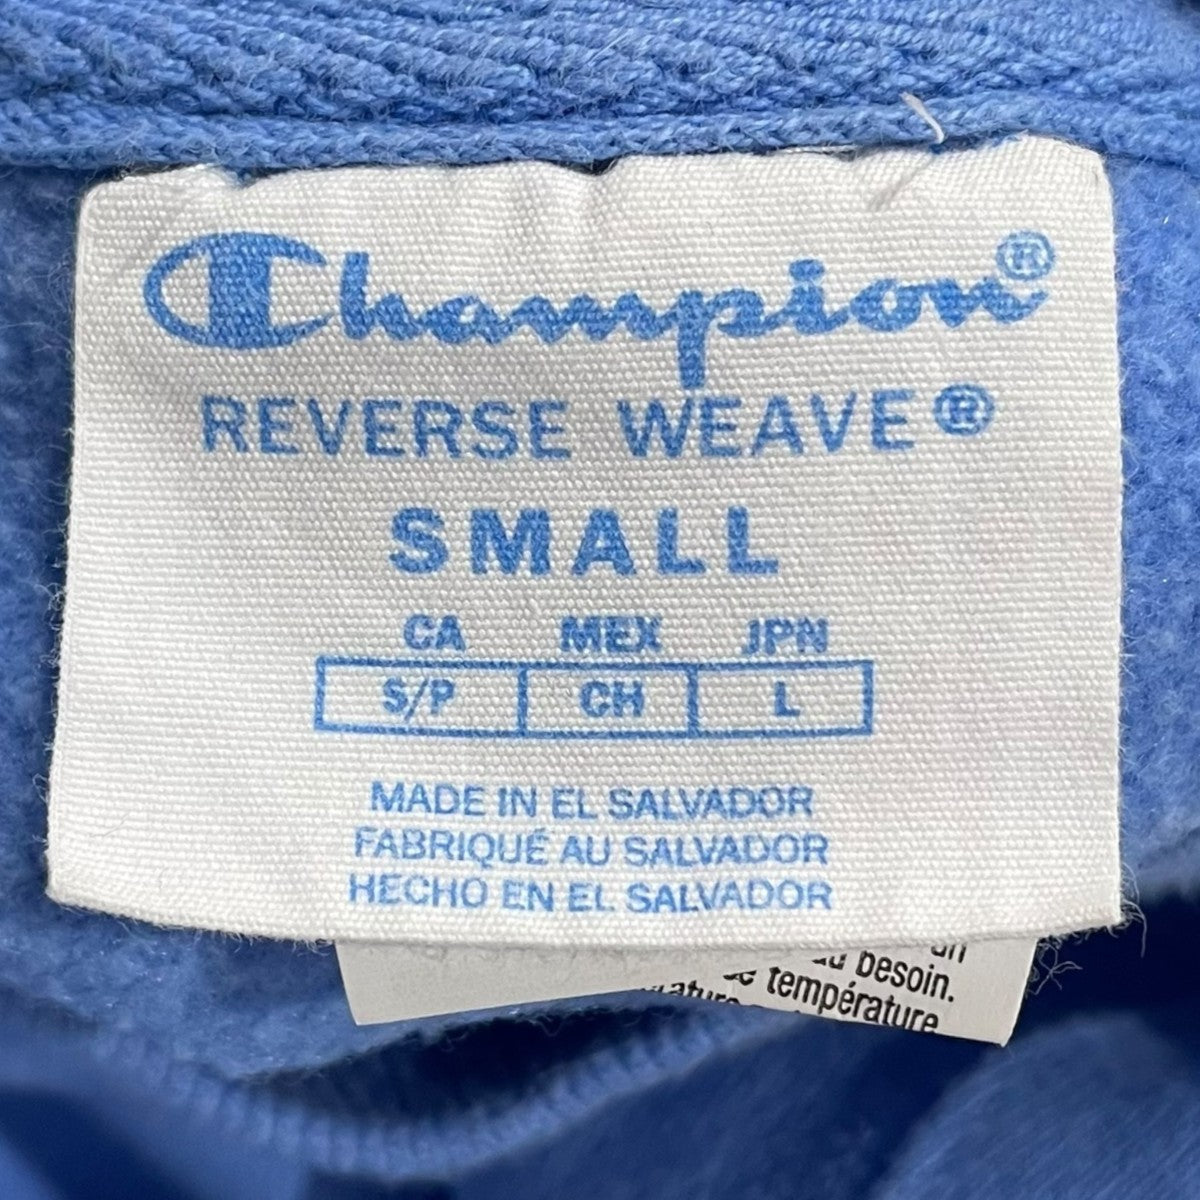 Champion®
REVERSE WEAVE®
SMALL
CA MEX JPN
S/P CH L
MADE IN EL SALVADOR
FABRIQUÉ AU SALVADOR
HECHO EN EL SALVADOR
besoin.
température